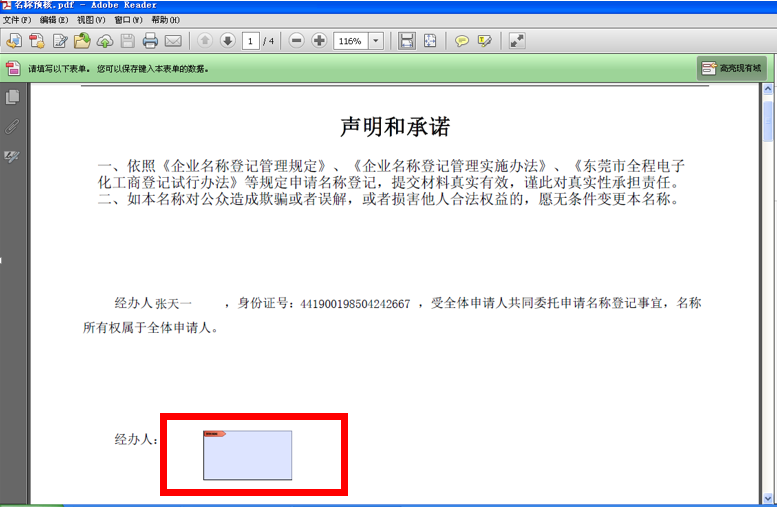 名称预核.pdf - Adobe Reader
文件(F) 编辑(E) 视图(V) 窗口(W) 帮助(H)
1 / 4 116%
请填写以下表单。 您可以保存键入本表单的数据。 高亮现有域
声明和承诺
一、依照《企业名称登记管理规定》、《企业名称登记管理实施办法》、《东莞市全程电子
化工商登记试行办法》等规定申请名称登记，提交材料真实有效，谨此对真实性承担责任。
二、如本名称对公众造成欺骗或者误解，或者损害他人合法权益的，愿无条件变更本名称。
经办人张天一 ，身份证号：441900198504242667 ，受全体申请人共同委托申请名称登记事宜，名称
所有权属于全体申请人。
经办人：